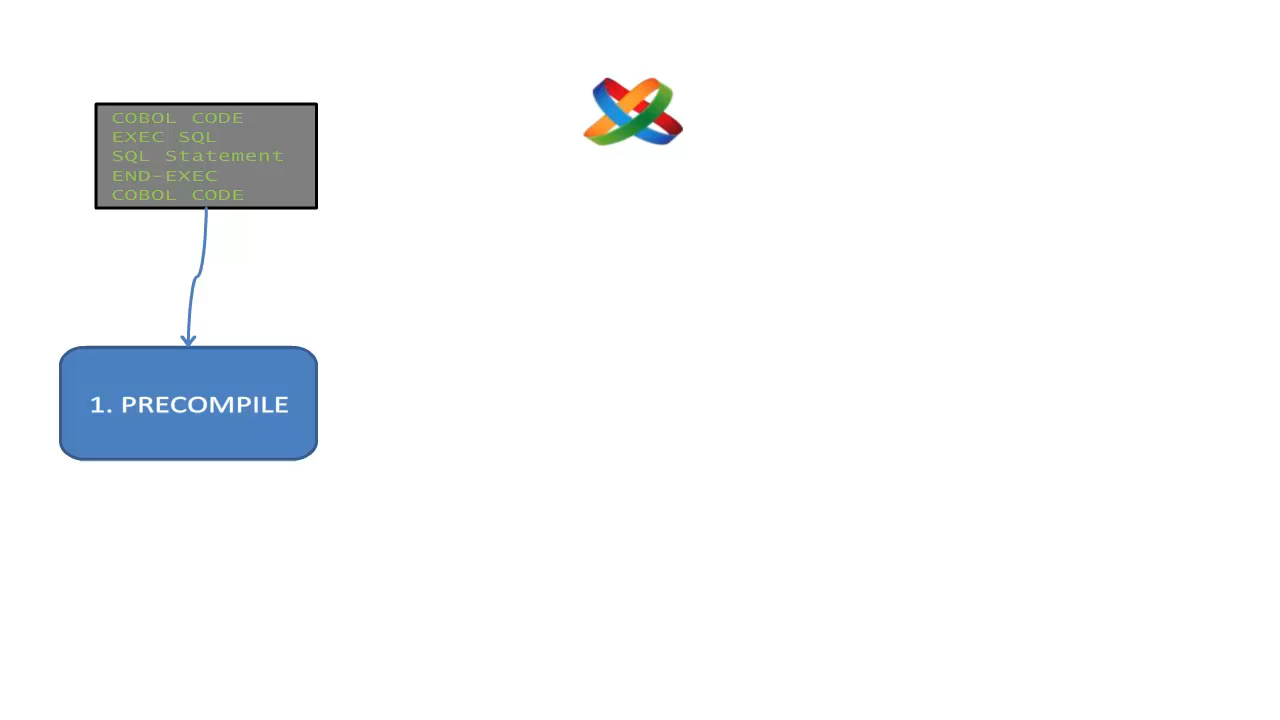 COBOL CODE
EXEC SQL
SQL Statement
END-EXEC
COBOL CODE
1. PRECOMPILE